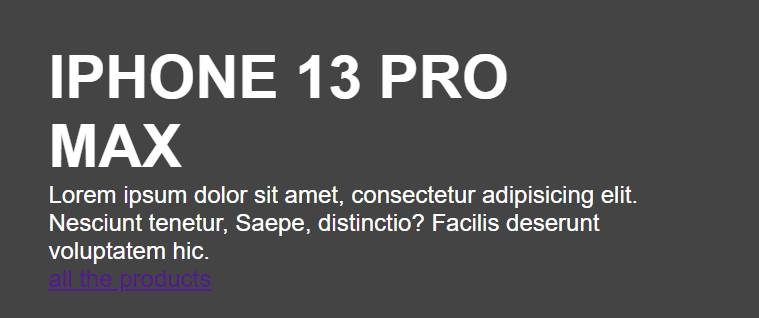 IPHONE 13 PRO
MAX
Lorem ipsum dolor sit amet, consectetur adipisicing elit.
Nesciunt tenetur, Saepe, distinctio? Facilis deserunt
voluptatem hic.
all the products